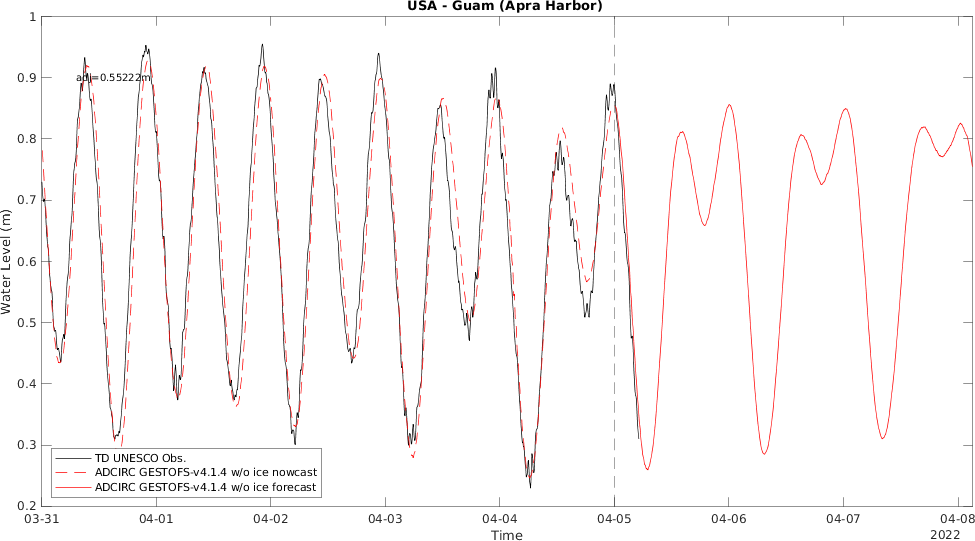 USA - Guam (Apra Harbor)
1
0.9
0.8
0.7
0.6
0.5
0.4
0.3
0.2
Water Level (m)
adj=0.55222m
TD UNESCO Obs.
ADCIRC GESTOFS-v4.1.4 w/o ice nowcast
ADCIRC GESTOFS-v4.1.4 w/o ice forecast
03-31 04-01 04-02 04-03 04-04 04-05 04-06 04-07 04-08
Time 2022